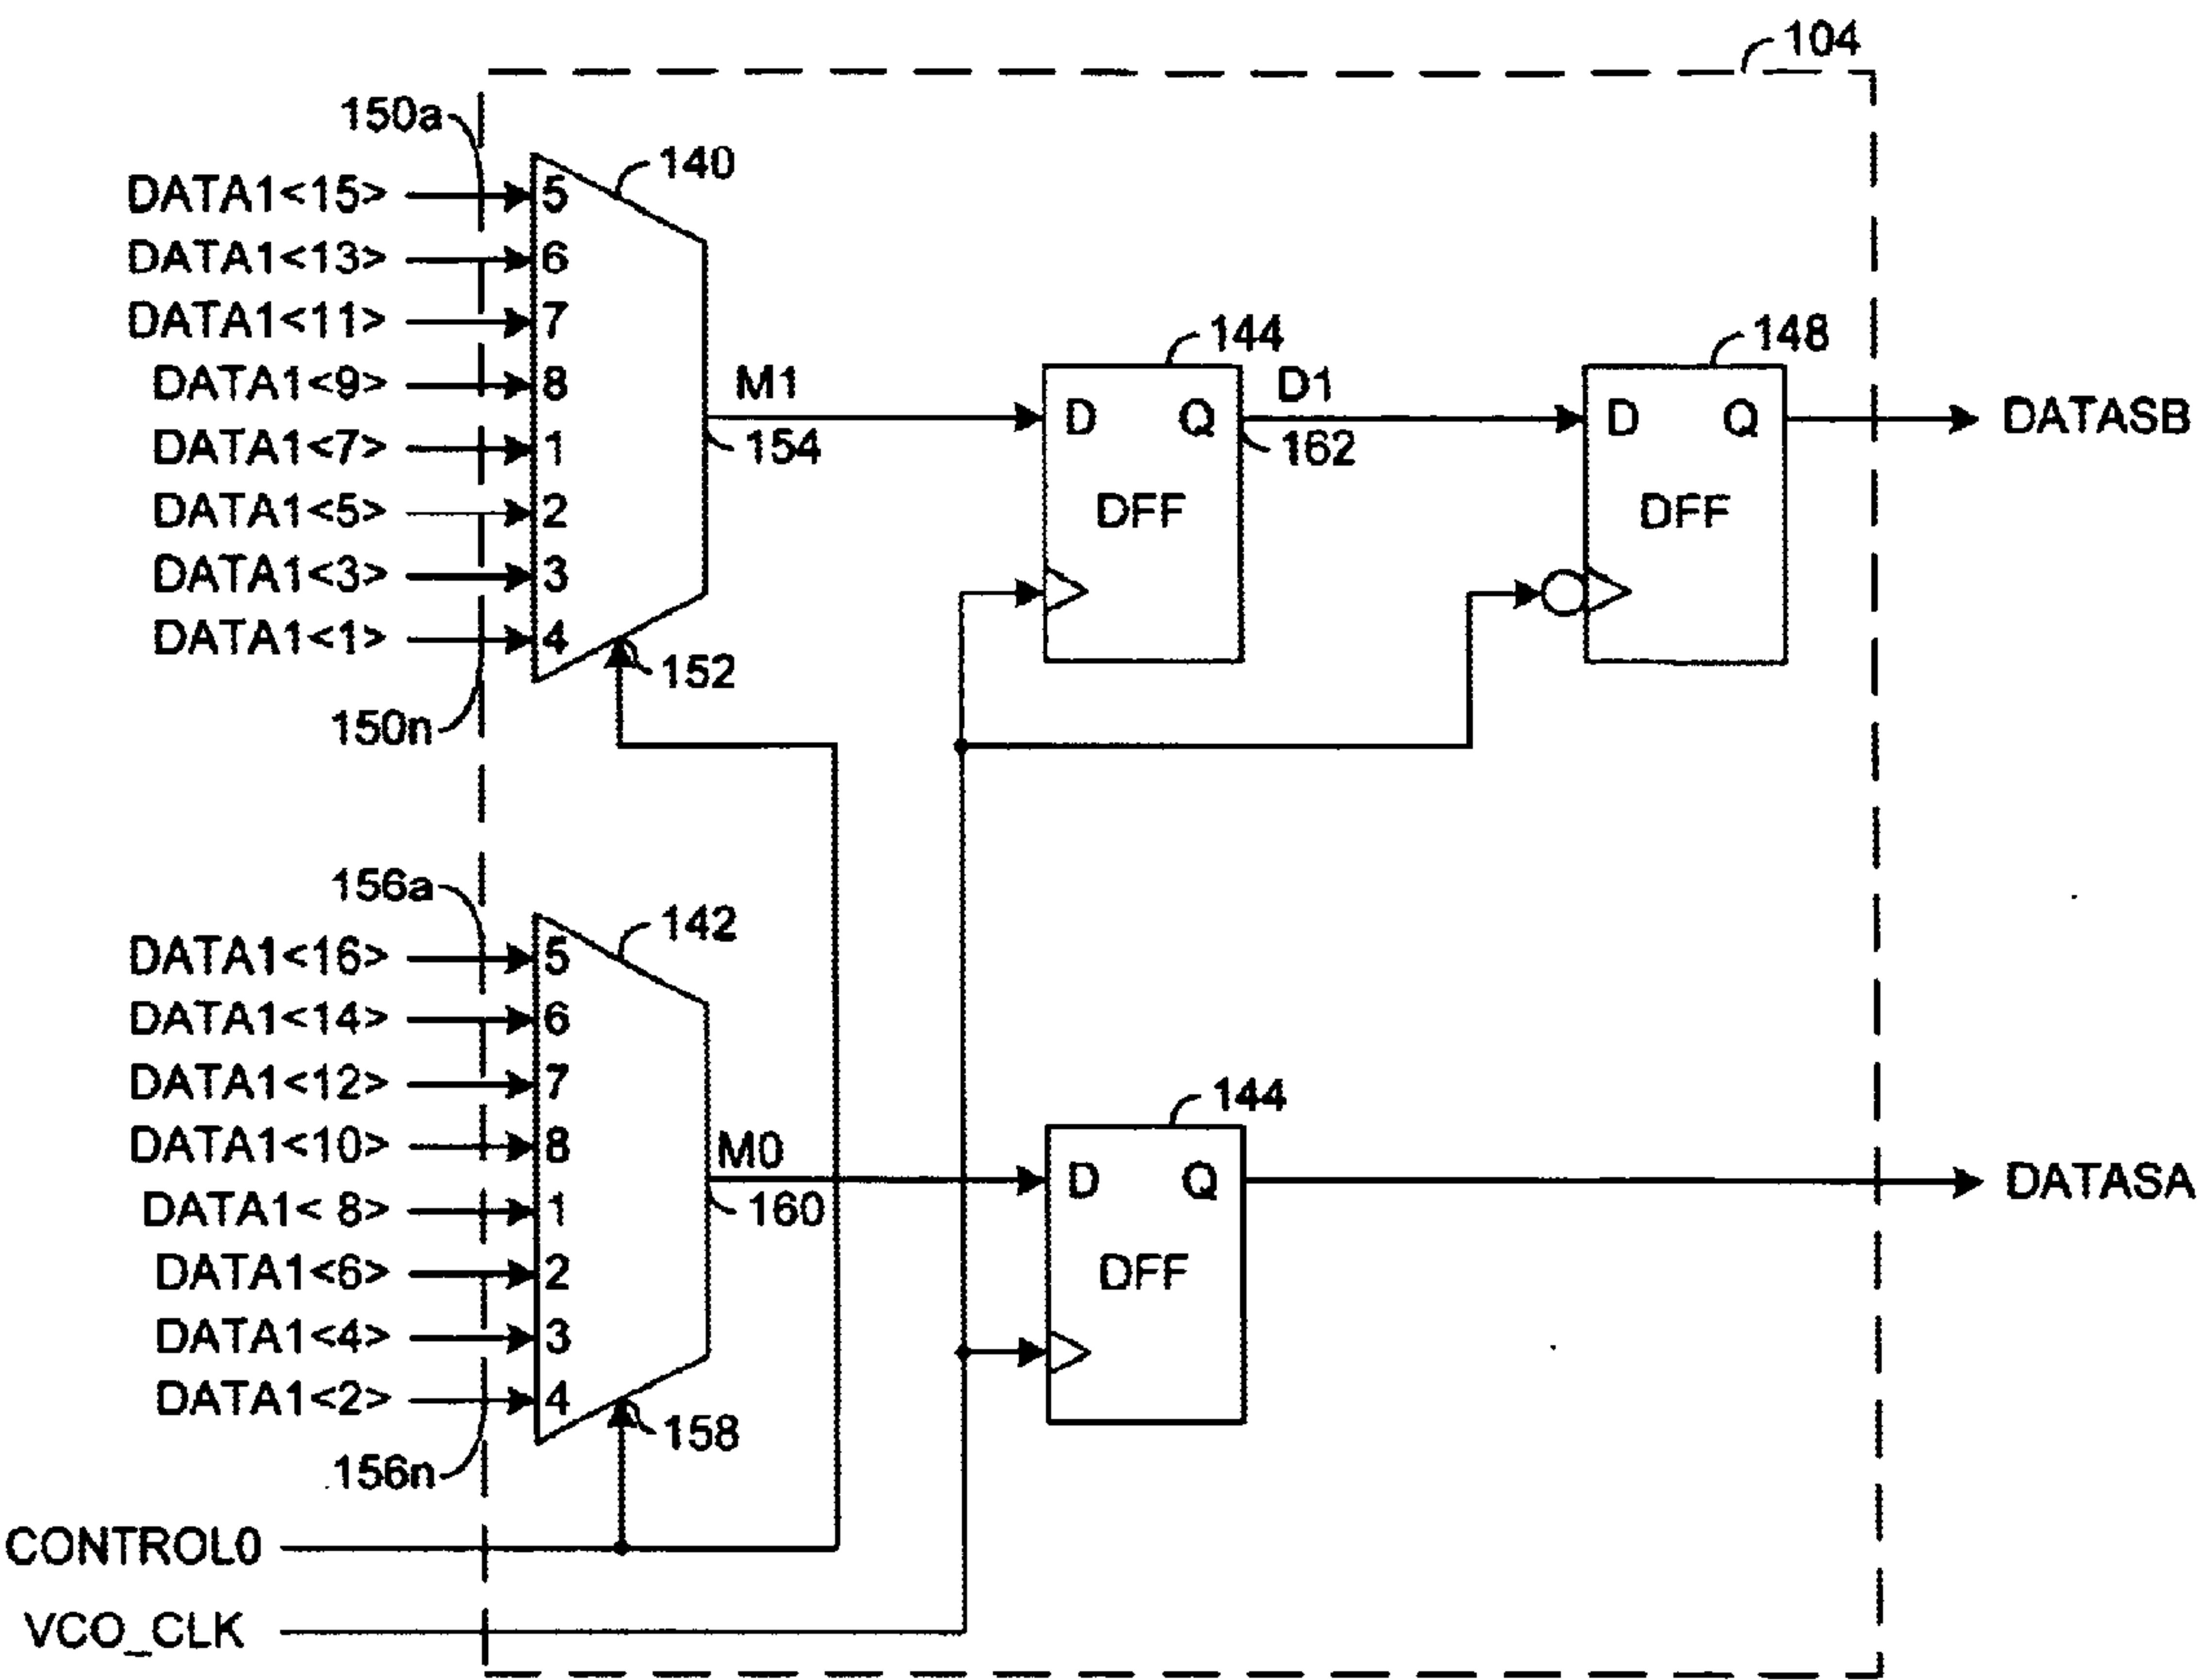 104
150a
DATA1<15> 5 140
DATA1<13> 6
DATA1<11> 7
DATA1<9> 8
DATA1<7> 1
DATA1<5> 2
DATA1<3> 3
DATA1<1> 4
150n
152
M1
154
144
D Q
DFF
D1
162
148
D Q
DFF
DATASB
156a
DATA1<16> 5 142
DATA1<14> 6
DATA1<12> 7
DATA1<10> 8
DATA1< 8> 1
DATA1<6> 2
DATA1<4> 3
DATA1<2> 4
156n
158
M0
160
144
D Q
DFF
DATASA
CONTROL0
VCO_CLK